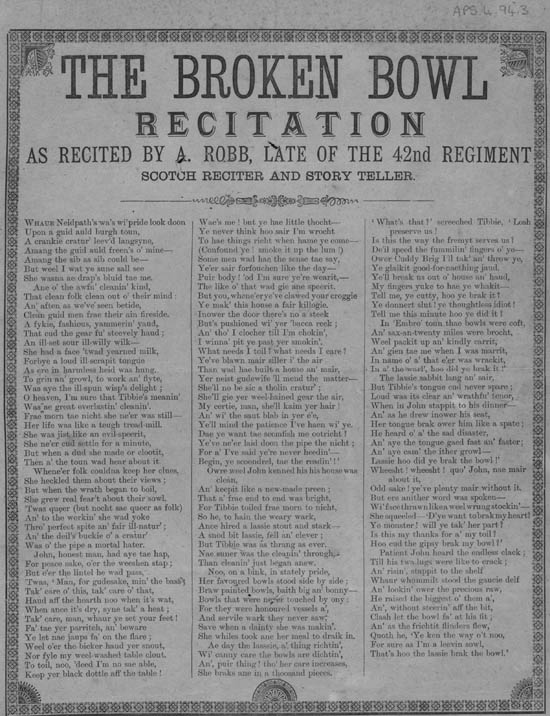 APS.4.94.3
THE BROKEN BOWL
RECITATION
AS RECITED BY A. ROBB, LATE OF THE 42nd REGIMENT
SCOTCH RECITER AND STORY TELLER.
WHAUR Neidpath's wa's wi' pride look doon
Upon a guid auld burgh toun,
A crankie cratur' leev'd langsyne,
Amang the guid auld freen's o' mine—
Amang the sib as sib could be—
But weel I wat ye sune sall see
She wasna ae drap's bluid tae me.
Ane o' the awfu' cleanin' kind,
That clean folk clean out o' their mind:
An' aften as we've seen betide,
Clean guid men frae their ain fireside.
A fykie, fashious, yammerin' yaud,
That rad the gear fu' steevely haud;
An ill-set sour ill-willy wilk—
She had a face 'twad yearned milk,
Forbye a loud ill-scrapit tongue
As ere in harmless heid was hung.
To grin an' growl, to work an' flyte,
Was aye the ill-spun wisp's delight;
O heaven, I'm sure that Tibbie's meanin'
Was ae great everlastin' cleanin'.
Frae morn tae nicht she ne'er was still—
Her life was like a tough tread-mill.
She was just like an evil-speerit,
She ne'er cud settle for a minute,
But when a dud she made or clootit,
Then a' the toun wad hear about it.
Whene'er folk couldna keep her clues,
She heckled them about their views;
But when the wrath began to boil,
She grew real fear't about their sowl,
'Twas queer (but nocht sae queer as folk)
An' to the workin' she wad yoke
Thro' perfect spite an' fair ill-natur';
An' the deil's buckie o' a cratur'
Was o' the pipe a mortal hater.
John, honest man, had aye tae hap,
For peace sake, o'er the weeshen stap;
But o'er the lintel he wad pass,
'Twas, 'Man, for gudesake, min' the brass,
Tak' care o' this, tak' care o' that,
Haud aff the hearth noo when it's wat,
When ance it's dry, syne tak' a heat;
Tak' care, man, whaur ye set your feet!
Fa' tae yer parritch, an' beware
Ye let nae jaups fa' on the flare;
Weel o'er the bicker haud yer snout,
Nor fyle my weel-washed table clout.
To toil, noo, 'deed I'm no sae able,
Keep yer black dottle aff the table!
Wae's me! but ye hae little thocht—
Ye never think hoo sair I'm wrocht
To hae things richt when hame ye come—
(Confound ye! smoke it up the lum!)
Some men wad hae the sense tae say,
Ye're sair forfouchen like the day—
Puir body! 'od I'm sure ye're wearit,—
The like o' that wad gie ane speerit.
But you, whene'er ye've clawed your croggie
Ye mak' this house a fair killogie.
Inower the door there's no a steek
But's pushioned wi' yer 'bacca reek;
An' tho' I clocher till I'm chokin',
I winna' pit ye past yer smokin',
What needs I toil? what needs I care?
Ye've blawn mair siller i' the air
Than wad hae built a house an' mair,
Yer neist gudewife 'll mend the matter—
She'll no be sic a tholin cratur';
She'll gie yer weel-hained gear the air,
My certie, man, she'll kaim yer hair!
An' wi' the saut blob in yer e'e,
Ye'll mind the patience I've haen wi' ye.
Dae ye want tae scomfish me outricht!
Ye've ne'er laid doon the pipe the nicht;
For a' I've said ye're never heedin'—
Begin, ye scoondrel, tae the readin'!'
Owre weel John kenned his his house was
clean,
An' keepit like a new-made preen;
That a' frae end to end was bright,
For Tibbie toiled frae morn to nicht.
So he, to hain, the weary wark,
Ance hired a lassie stout and stark—
A snod bit lassie, fell an' clever;
But Tibbie was as thrang as ever.
Nae suner was the cleanin' through,
Than cleanin' just began anew.
Noo, on a bink, in stately pride,
Her favoured bowls stood side by side;
Braw painted bowls, baith big an' bonny—
Bowls that were ne'er touched by ony;
For they were honoured vessels a',
And servile wark they never saw;
Save when a dainty she was makin'.
She whiles took ane her meal to draik in.
Ae day the lassie, a' thing richtin',
Wi' canny care the bowls are dichtin',
An', puir thing! tho' her care increases,
She brake ane in a thousand pieces.
'What's that!' screeched Tibbie, 'Losh
preserve us!
Is this the way the fremyt serves us!
De'il speed the fummilin' fingers o' ye—
Ower Cuddy Brig I'll tak' an' throw ye,
Ye glaikit good-for-naething jaud,
Ye'll break us out o' house an' haud,
My fingers yuke to hae ye whakit—
Tell me, ye cutty, hoo ye brak it!
Ye donnert slut! ye thoughtless idiot!
Tell me this minute hoo ye did it!
In 'Embro' toun thae bowls were coft,
An' sax-an-twenty miles were brocht,
Weel packit up an' kindly carrit,
An' gien tae me when I was marrit,
In name o' a' that e'er was wrackit,
In a' the warl', hoo did ye brak it?'
The lassie sabbit lang an' sair,
But Tibbie's tongue cud never spare;
Loud was its clear an' wrathfu' tenor,
When in John stappit to his dinner—
An' as he drew inower his seat,
Her tongue brak ower him like a spate;
He heard o' a' the sad disaster,
An' aye the tongue gaed fast an' faster;
An' aye cam' the ither growl—
Lassie hoo did ye brak the bowl!'
Wheesht! wheesht! quo' John, nae mair
about it,
Odd sake! ye've plenty mair without it.
But ere anither word was spoken—
Wi' face thrawn like a weel wrung stockin'—
She squeeled—'D'ye want to break my heart!
Ye monster! will ye tak' her part?
Is this my thanks for a' my toil?
Hoo cud the gipsy brak my bowl!?'
Patient John heard the endless clack;
Till his twa lugs were like to crack;
An' risin', stappit to the shelf
Whaur whommilt stood the gaucie delf
An' lookin' ower the precious raw,
He raised the biggest o' them a',
An', without steerin' aff the bit,
Clash let the bowl fa' at his fit;
An' as the frichtit flinders flew,
Quoth he, 'Ye ken the way o't noo,
For sure as I'm a leevin sowl,
That's hoo the lassie brak the bowl.'